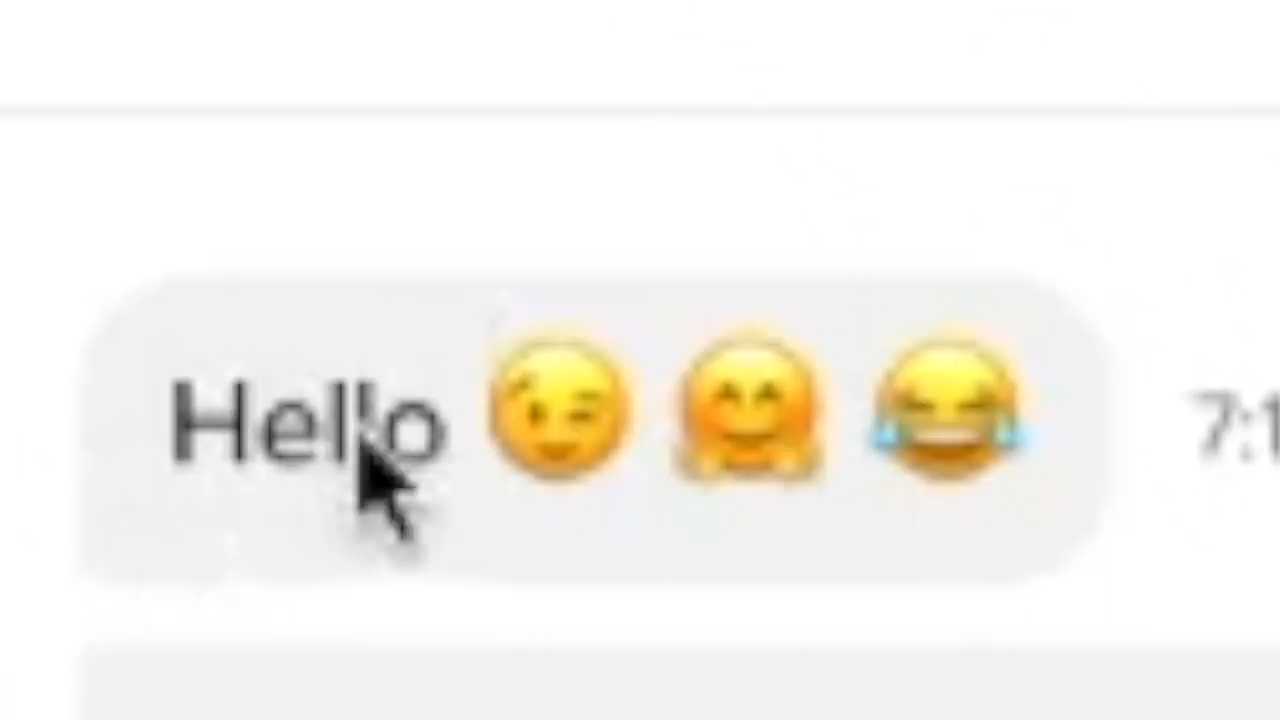 Hello 😉 🤗 😂